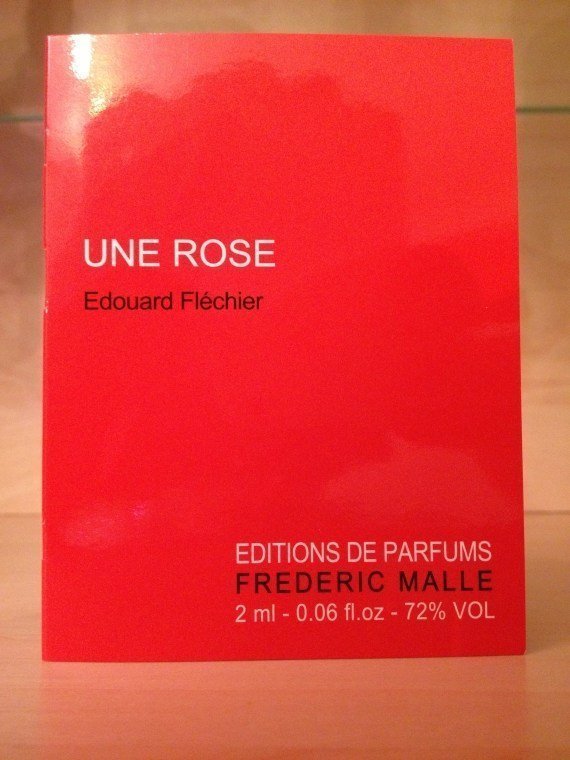 UNE ROSE
Edouard Fléchier
EDITIONS DE PARFUMS
FREDERIC MALLE
2 ml - 0.06 fl.oz - 72% VOL